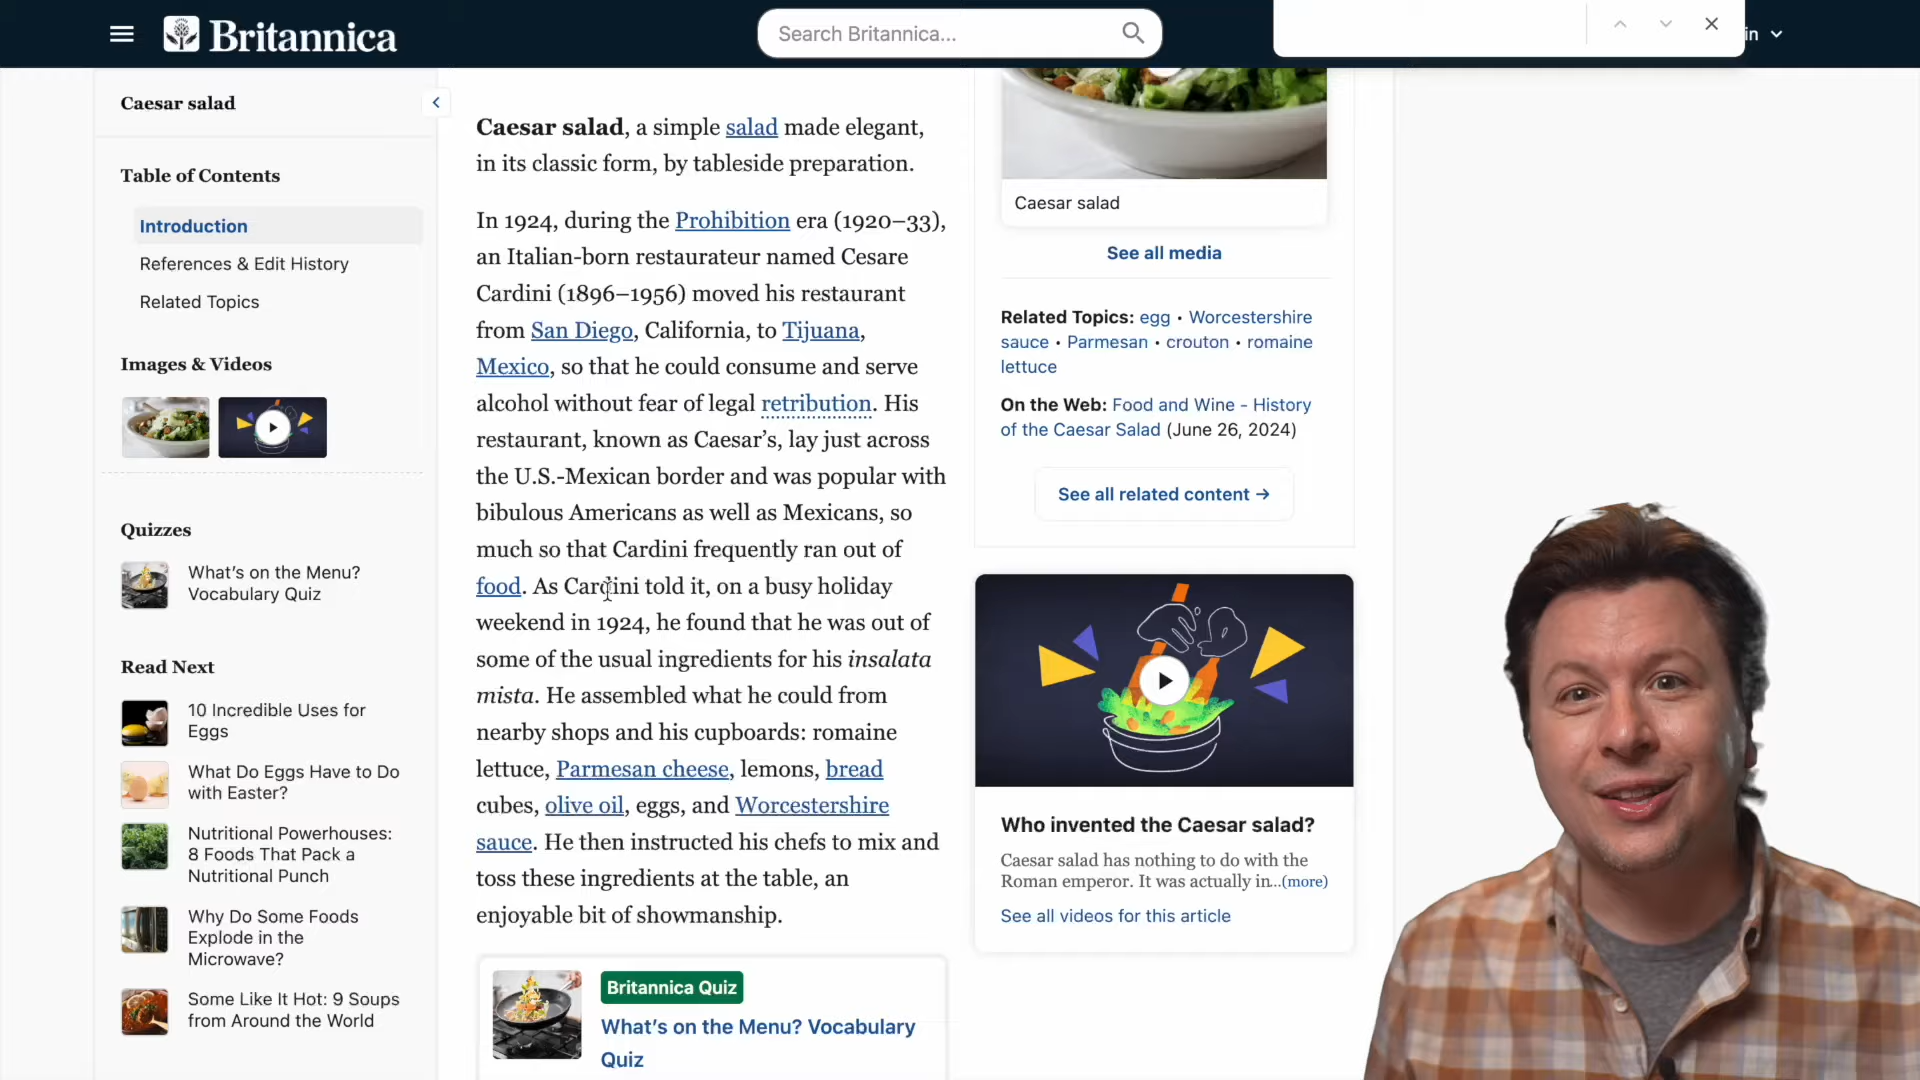 Britannica
Search Britannica...
in
Caesar salad
Table of Contents
Introduction
References & Edit History
Related Topics
Images & Videos
Quizzes
What's on the Menu?
Vocabulary Quiz
Read Next
10 Incredible Uses for
Eggs
What Do Eggs Have to Do
with Easter?
Nutritional Powerhouses:
8 Foods That Pack a
Nutritional Punch
Why Do Some Foods
Explode in the
Microwave?
Some Like It Hot: 9 Soups
from Around the World
Caesar salad, a simple salad made elegant,
in its classic form, by tableside preparation.
In 1924, during the Prohibition era (1920–33),
an Italian-born restaurateur named Cesare
Cardini (1896–1956) moved his restaurant
from San Diego, California, to Tijuana,
Mexico, so that he could consume and serve
alcohol without fear of legal retribution. His
restaurant, known as Caesar's, lay just across
the U.S.-Mexican border and was popular with
bibulous Americans as well as Mexicans, so
much so that Cardini frequently ran out of
food. As Cardini told it, on a busy holiday
weekend in 1924, he found that he was out of
some of the usual ingredients for his insalata
mista. He assembled what he could from
nearby shops and his cupboards: romaine
lettuce, Parmesan cheese, lemons, bread
cubes, olive oil, eggs, and Worcestershire
sauce. He then instructed his chefs to mix and
toss these ingredients at the table, an
enjoyable bit of showmanship.
Britannica Quiz
What's on the Menu? Vocabulary
Quiz
Caesar salad
See all media
Related Topics: egg • Worcestershire
sauce • Parmesan • crouton • romaine
lettuce
On the Web: Food and Wine - History
of the Caesar Salad (June 26, 2024)
See all related content →
Who invented the Caesar salad?
Caesar salad has nothing to do with the
Roman emperor. It was actually in...(more)
See all videos for this article